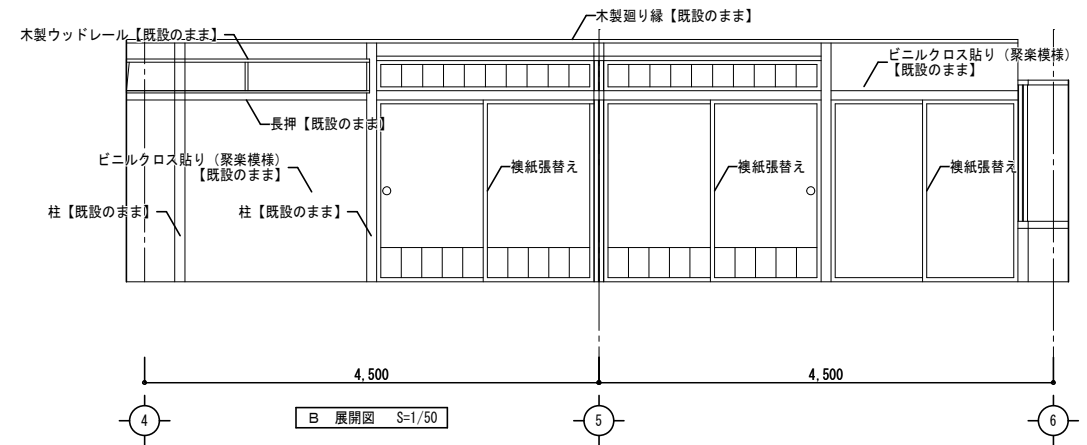 木製廻り縁【既設のまま】
木製ウッドレール【既設のまま】
ビニルクロス貼り（聚楽模様）
【既設のまま】
長押【既設のまま】
ビニルクロス貼り（聚楽模様）
【既設のまま】
襖紙張替え
襖紙張替え
襖紙張替え
柱【既設のまま】
柱【既設のまま】
4,500
4,500
4
B 展開図 S=1/50
5
6